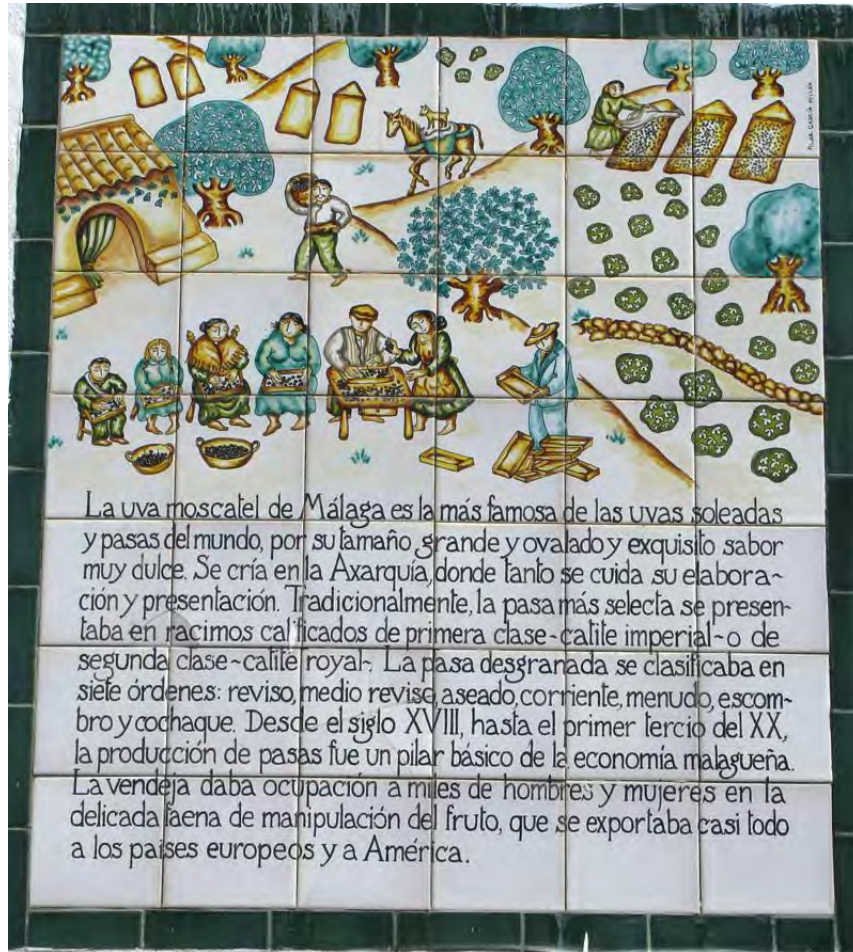 PILAR GARCÍA MILLÁN
La uva moscatel de Málaga es la más famosa de las uvas soleadas
y pasas del mundo, por su tamaño grande y ovalado y exquisito sabor
muy dulce. Se cría en la Axarquía, donde tanto se cuida su elabora~
ción y presentación. Tradicionalmente, la pasa más selecta se presen~
taba en racimos calificados de primera clase~catite imperial~o de
segunda clase~catite royal~. La pasa desgranada se clasificaba en
siete órdenes: reviso, medio reviso, aseado, corriente, menudo, escom~
bro y cochaque. Desde el siglo XVIII, hasta el primer tercio del XX,
la producción de pasas fue un pilar básico de la economía malagueña.
La vendeja daba ocupación a miles de hombres y mujeres en la
delicada faena de manipulación del fruto, que se exportaba casi todo
a los países europeos y a América.